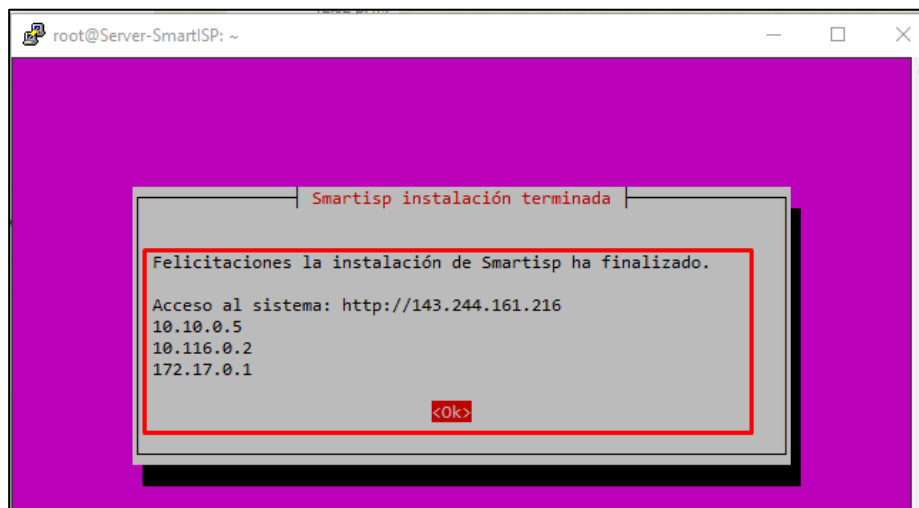 root@Server-SmartISP: ~
Smartisp instalación terminada
Felicitaciones la instalación de Smartisp ha finalizado.
Acceso al sistema: http://143.244.161.216
10.10.0.5
10.116.0.2
172.17.0.1
<Ok>